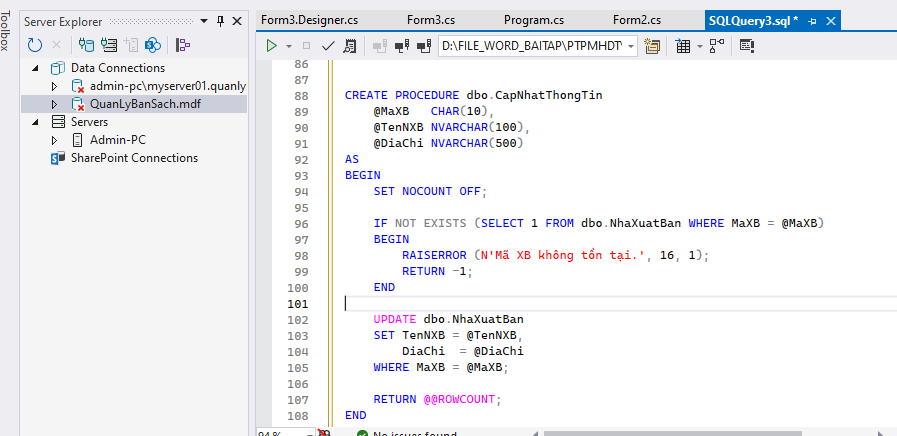 Toolbox
Server Explorer
Data Connections
admin-pc\myserver01.quanly
QuanLyBanSach.mdf
Servers
Admin-PC
SharePoint Connections
Form3.Designer.cs Form3.cs Program.cs Form2.cs SQLQuery3.sql *
D:\FILE_WORD_BAITAP\PTPMHDT\
86
87
88 CREATE PROCEDURE dbo.CapNhatThongTin
89 @MaXB CHAR(10),
90 @TenNXB NVARCHAR(100),
91 @DiaChi NVARCHAR(500)
92 AS
93 BEGIN
94 SET NOCOUNT OFF;
95
96 IF NOT EXISTS (SELECT 1 FROM dbo.NhaXuatBan WHERE MaXB = @MaXB)
97 BEGIN
98 RAISERROR (N'Mã XB không tồn tại.', 16, 1);
99 RETURN -1;
100 END
101
102 UPDATE dbo.NhaXuatBan
103 SET TenNXB = @TenNXB,
104 DiaChi = @DiaChi
105 WHERE MaXB = @MaXB;
106
107 RETURN @@ROWCOUNT;
108 END
94 % No issues found